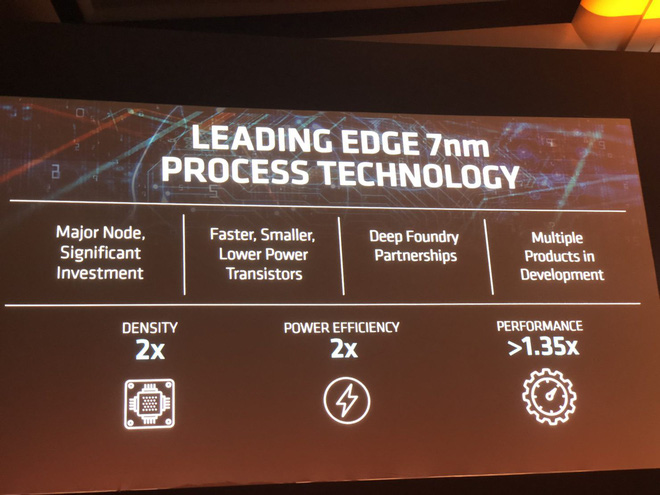 LEADING EDGE 7nm
PROCESS TECHNOLOGY
Major Node,
Significant
Investment
Faster, Smaller,
Lower Power
Transistors
Deep Foundry
Partnerships
Multiple
Products in
Development
DENSITY
2x
POWER EFFICIENCY
2x
PERFORMANCE
>1.35x